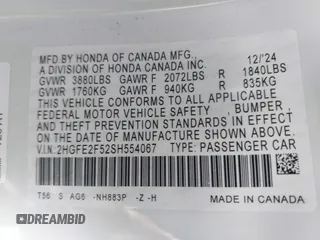 MFD BY HONDA OF CANADA MFG.,
A DIVISION OF HONDA CANADA INC. 12/'24
GVWR 3880LBS GAWR F 2072LBS R 1840LBS
GVWR 1760KG GAWR F 940KG R 835KG
THIS VEHICLE CONFORMS TO ALL APPLICABLE
FEDERAL MOTOR VEHICLE SAFETY , BUMPER ,
AND THEFT PREVENTION STANDARDS IN EFFECT
ON THE DATE OF MANUFACTURE SHOWN ABOVE.
V.I.N: 2HGFE2F52SH554067 TYPE: PASSENGER CAR
T56 S AG6 -NH883P -Z -H
MADE IN CANADA
DREAMBID